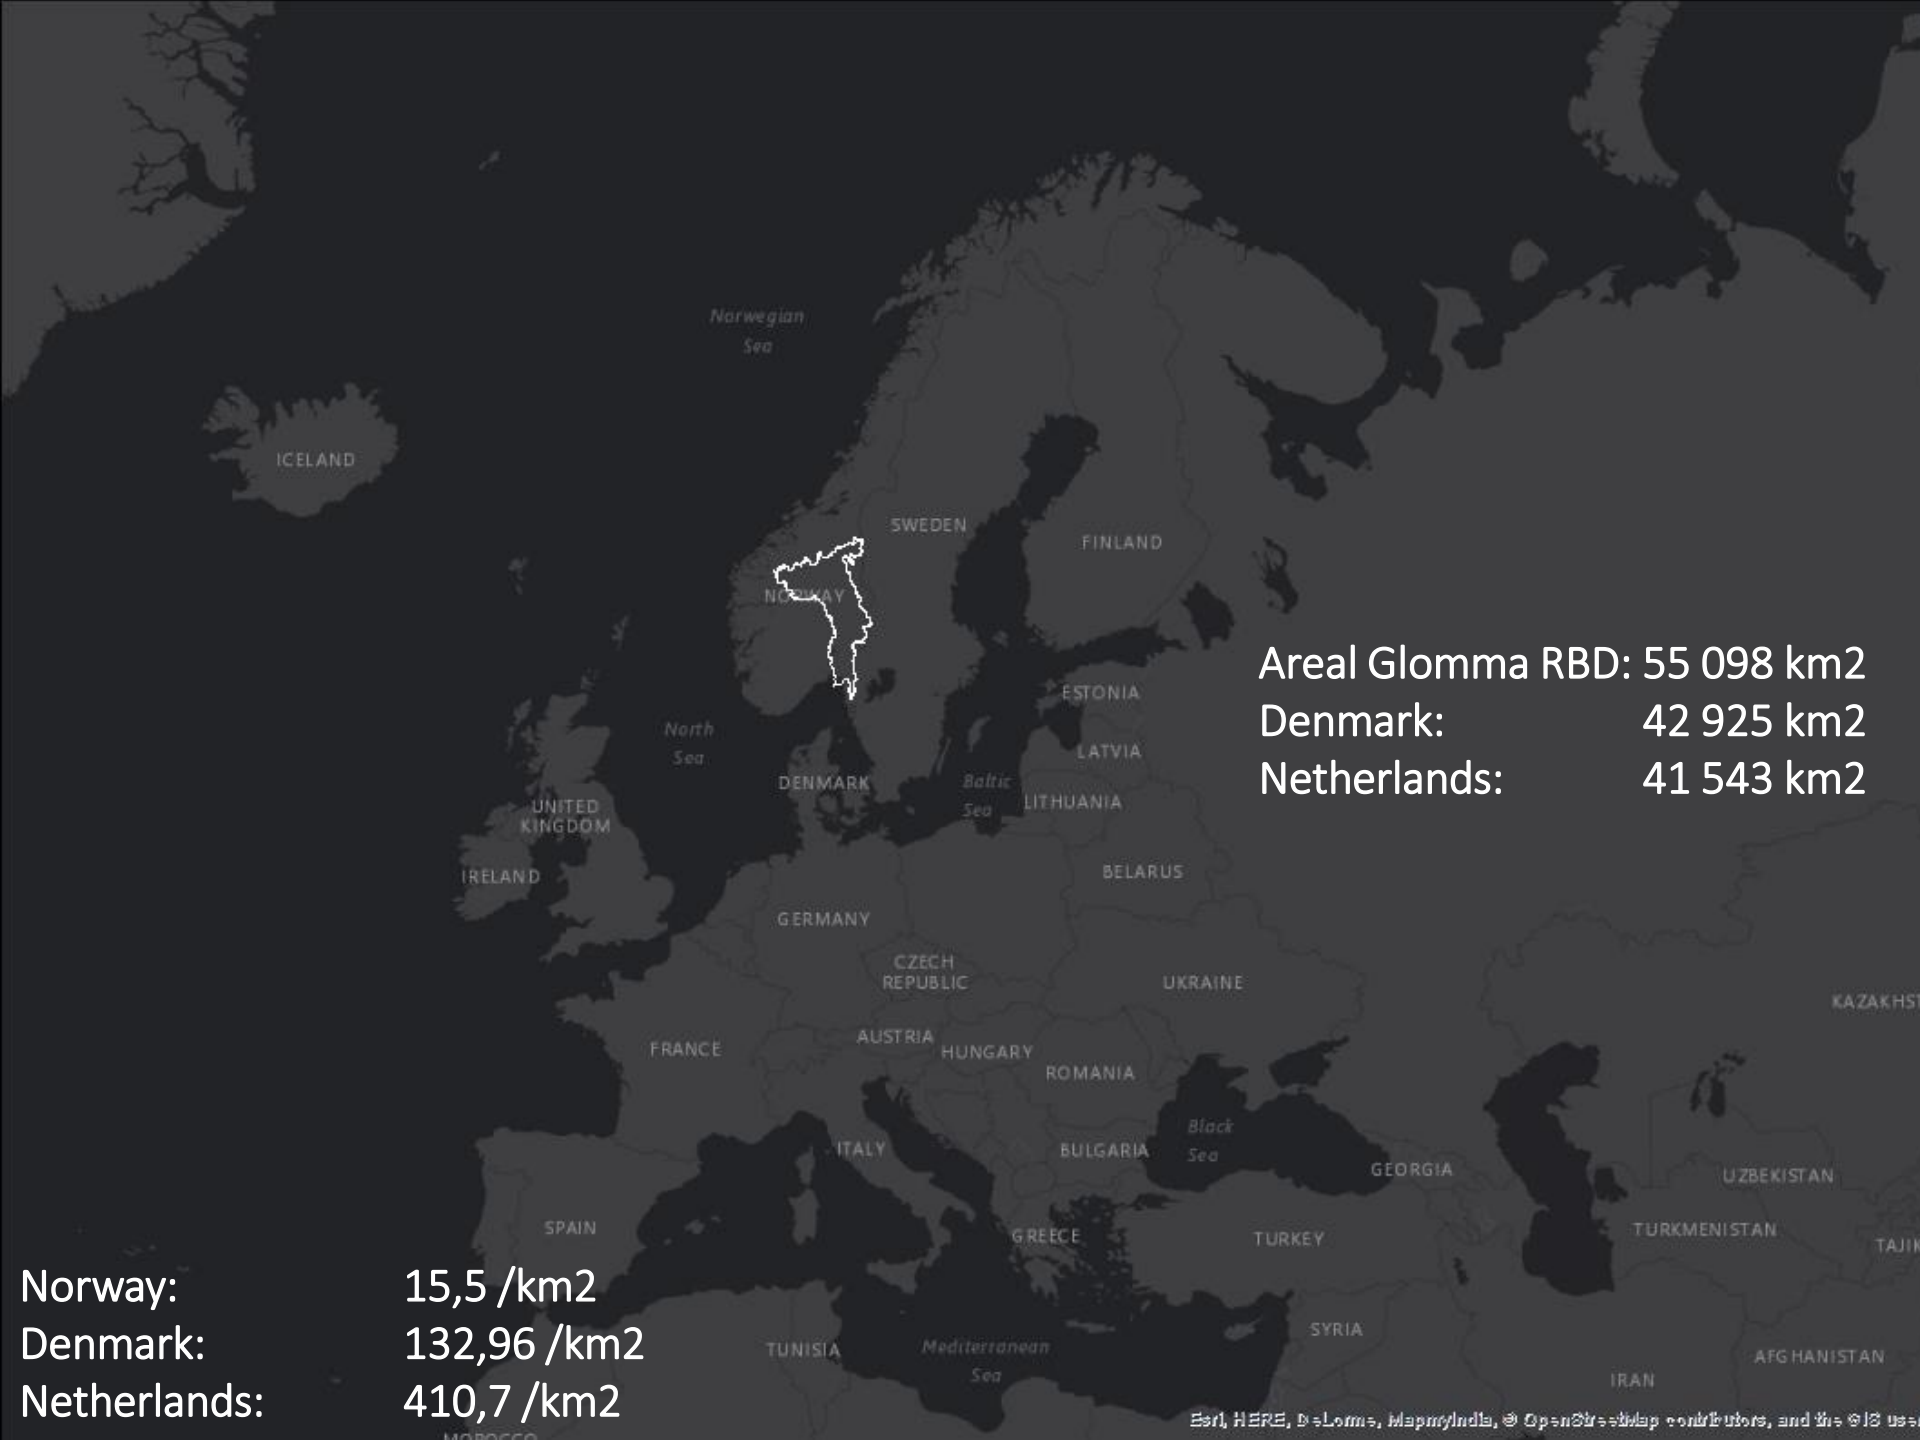 Norwegian
Sea
ICELAND
SWEDEN
FINLAND
NORWAY
Areal Glomma RBD: 55 098 km2
Denmark: 42 925 km2
Netherlands: 41 543 km2
ESTONIA
North
Sea
LATVIA
DENMARK
Baltic
Sea
LITHUANIA
UNITED
KINGDOM
IRELAND
BELARUS
GERMANY
CZECH
REPUBLIC
UKRAINE
KAZAKHST
FRANCE
AUSTRIA
HUNGARY
ROMANIA
Black
Sea
ITALY
BULGARIA
GEORGIA
UZBEKISTAN
SPAIN
GREECE
TURKEY
TURKMENISTAN
TAJIK
Norway: 15,5 /km2
Denmark: 132,96 /km2
Netherlands: 410,7 /km2
TUNISIA
Mediterranean
Sea
SYRIA
AFGHANISTAN
IRAN
MOROCCO
Esri, HERE, DeLorme, MapmyIndia, © OpenStreetMap contributors, and the GIS user